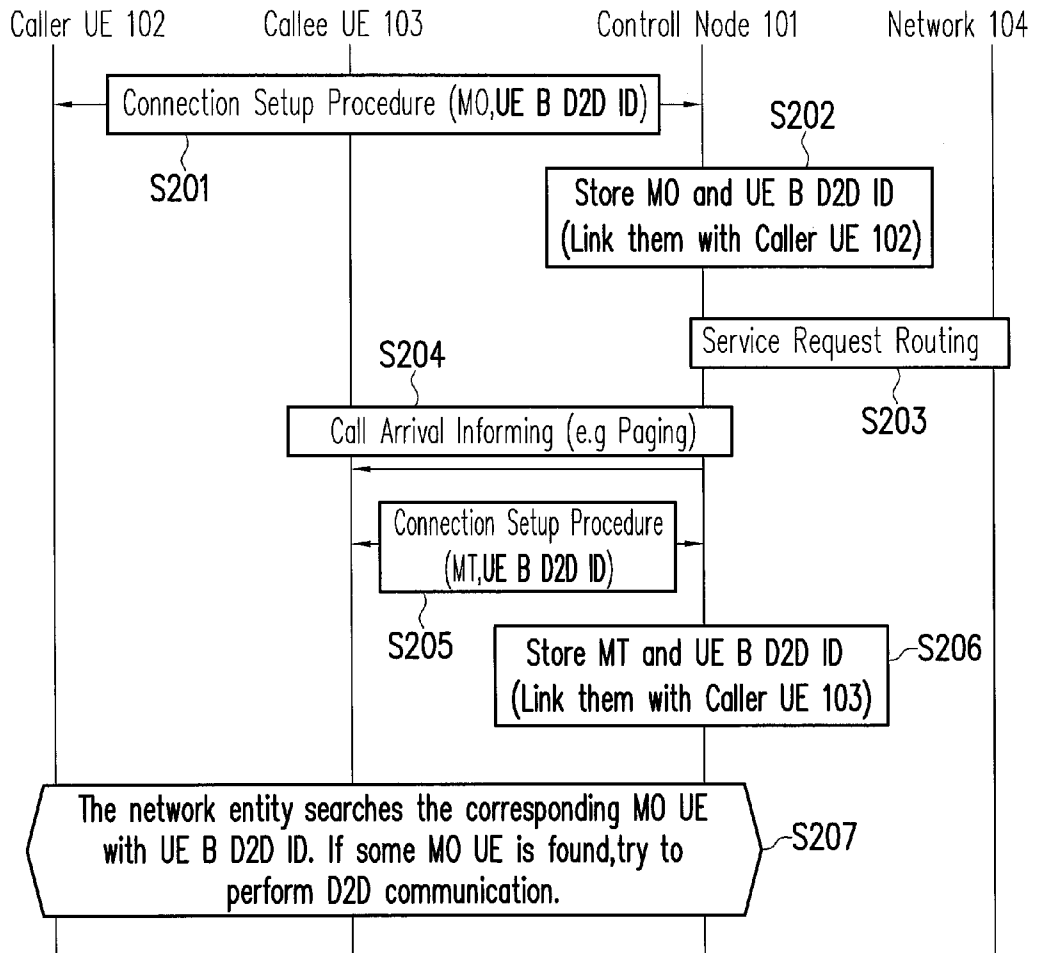 Caller UE 102 Callee UE 103 Controll Node 101 Network 104
Connection Setup Procedure (MO,UE B D2D ID)
S201
S202
Store MO and UE B D2D ID
(Link them with Caller UE 102)
Service Request Routing
S203
S204
Call Arrival Informing (e.g Paging)
Connection Setup Procedure
(MT,UE B D2D ID)
S205
Store MT and UE B D2D ID
(Link them with Caller UE 103)
S206
The network entity searches the corresponding MO UE
with UE B D2D ID. If some MO UE is found,try to
perform D2D communication.
S207